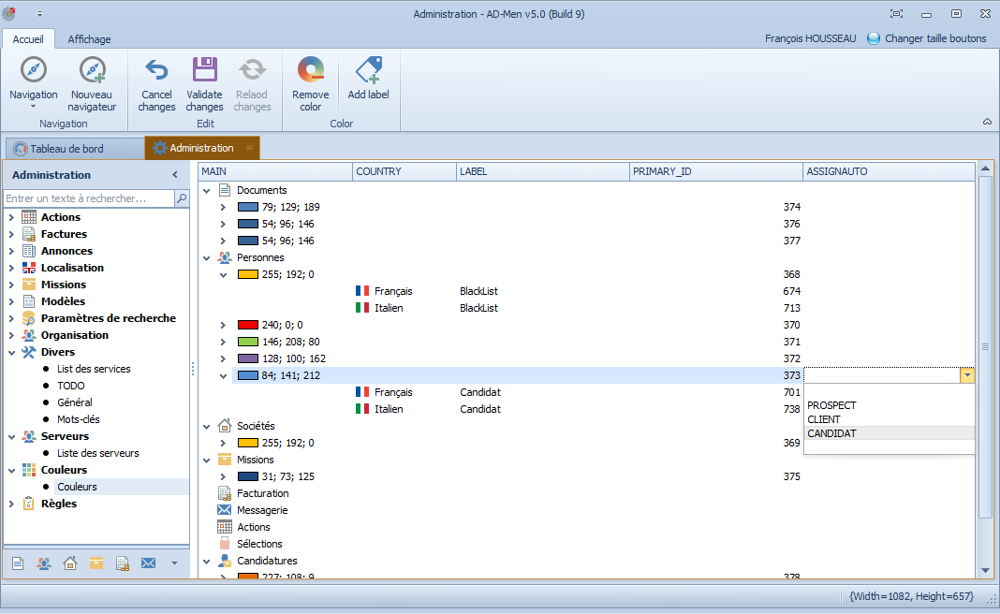 Administration - AD-Men v5.0 (Build 9)
Accueil Affichage
François HOUSSEAU Changer taille boutons
Navigation
Nouveau navigateur
Cancel changes
Validate changes
Relaod changes
Remove color
Add label
Navigation Edit Color
Tableau de bord
Administration
Administration
Entrer un texte à rechercher...
Actions
Factures
Annonces
Localisation
Missions
Modèles
Paramètres de recherche
Organisation
Divers
List des services
TODO
Général
Mots-clés
Serveurs
Liste des serveurs
Couleurs
Couleurs
Règles
MAIN COUNTRY LABEL PRIMARY_ID ASSIGNAUTO
Documents
79; 129; 189 374
54; 96; 146 376
54; 96; 146 377
Personnes
255; 192; 0 368
Français BlackList 674
Italien BlackList 713
240; 0; 0 370
146; 208; 80 371
128; 100; 162 372
84; 141; 212 373
Français Candidat 701
Italien Candidat 738
PROSPECT
CLIENT
CANDIDAT
Sociétés
255; 192; 0 369
Missions
31; 73; 125 375
Facturation
Messagerie
Actions
Sélections
Candidatures
227; 108; 9 378
{Width=1082, Height=657}